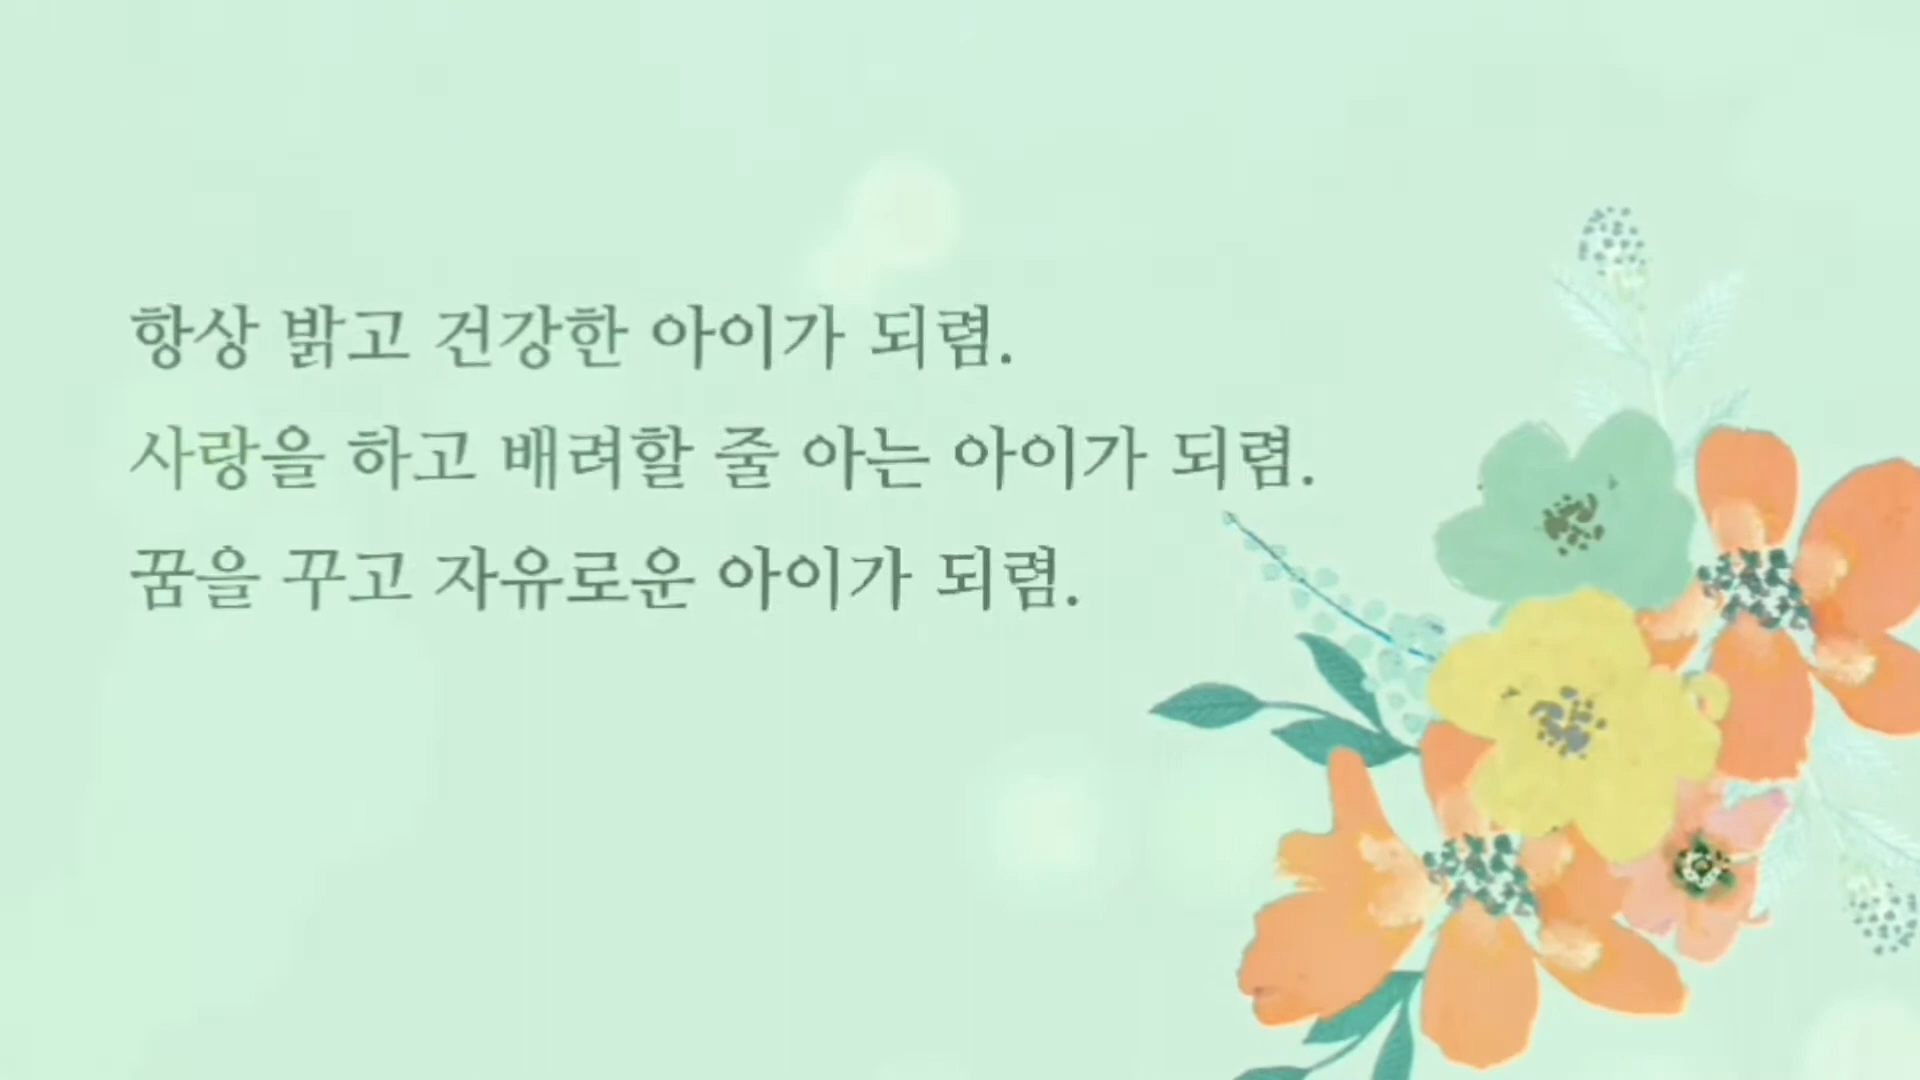 항상 밝고 건강한 아이가 되렴.
사랑을 하고 배려할 줄 아는 아이가 되렴.
꿈을 꾸고 자유로운 아이가 되렴.